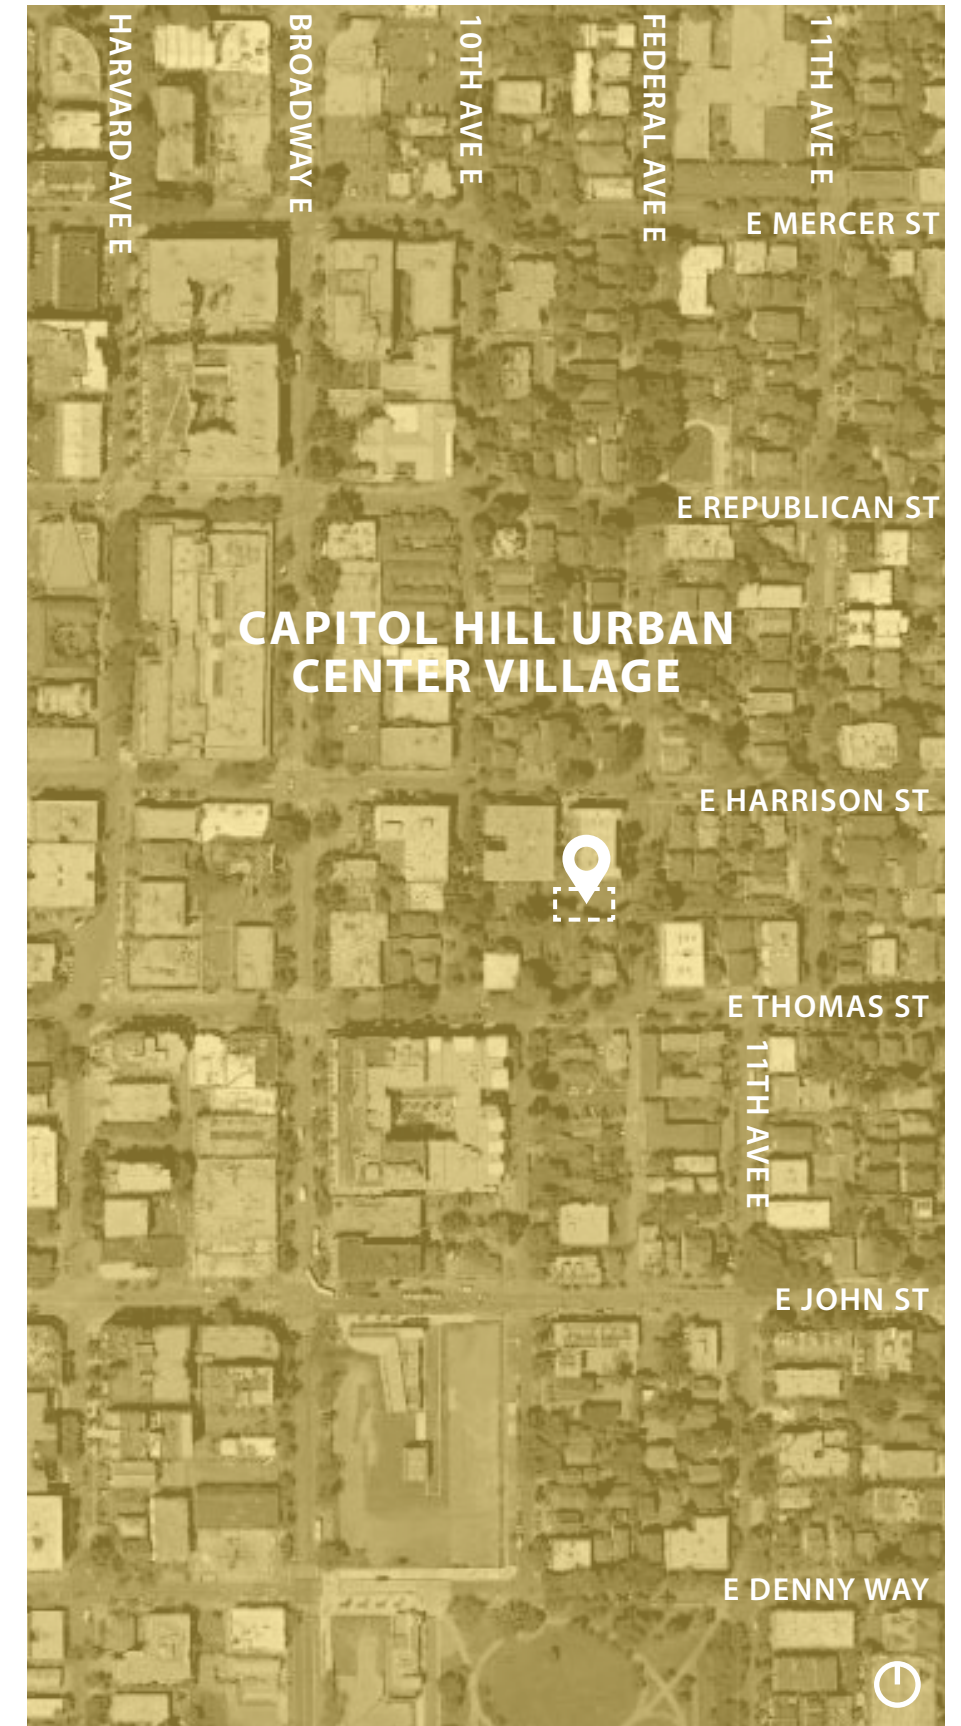 HARVARD AVE E
BROADWAY E
10TH AVE E
FEDERAL AVE E
11TH AVE E
E MERCER ST
E REPUBLICAN ST
CAPITOL HILL URBAN
CENTER VILLAGE
E HARRISON ST
E THOMAS ST
11TH AVE E
E JOHN ST
E DENNY WAY